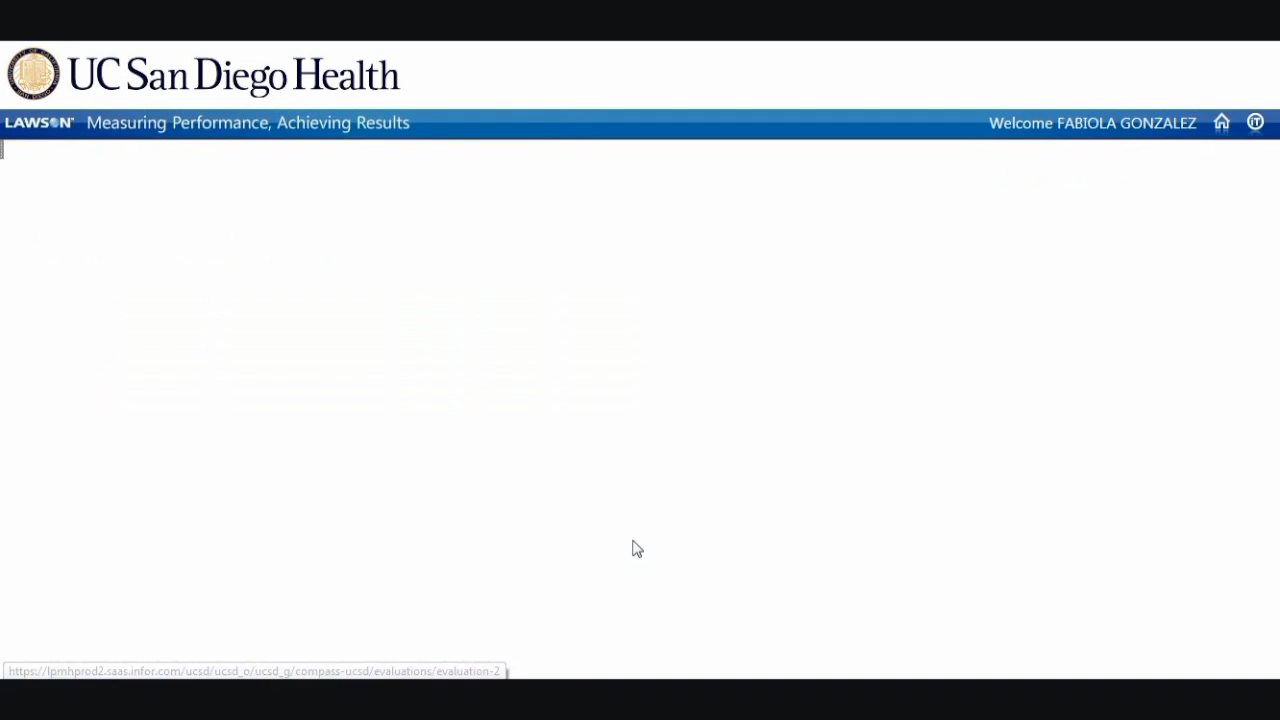 UC San Diego Health
LAWSON Measuring Performance, Achieving Results
Welcome FABIOLA GONZALEZ
https://lpmhprod2.saas.infor.com/ucsd/ucsd_o/ucsd_g/compass-ucsd/evaluations/evaluation-2